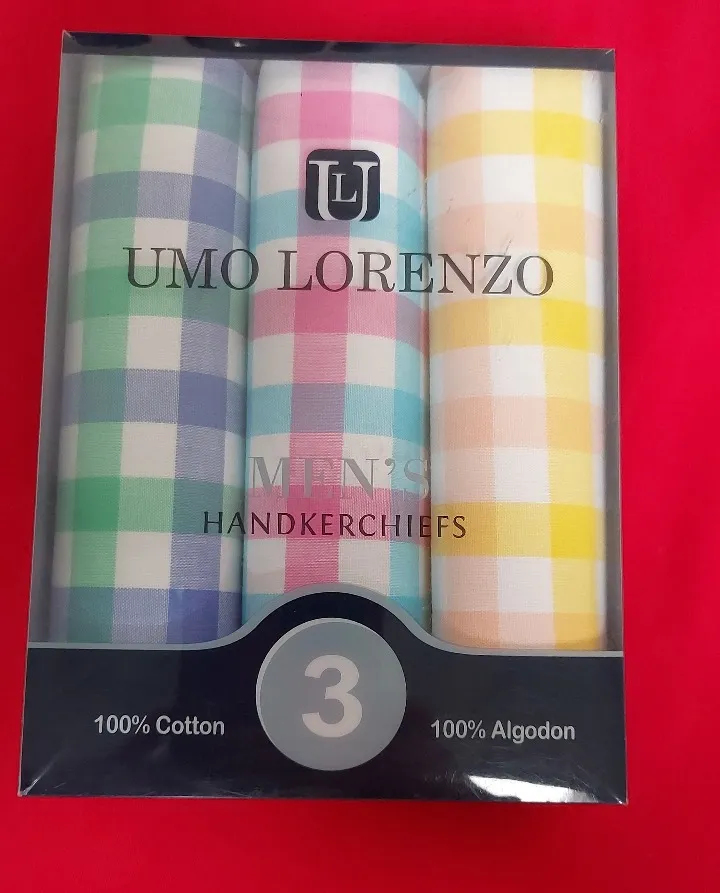 UL
UMO LORENZO
MEN'S
HANDKERCHIEFS
3
100% Cotton
100% Algodon